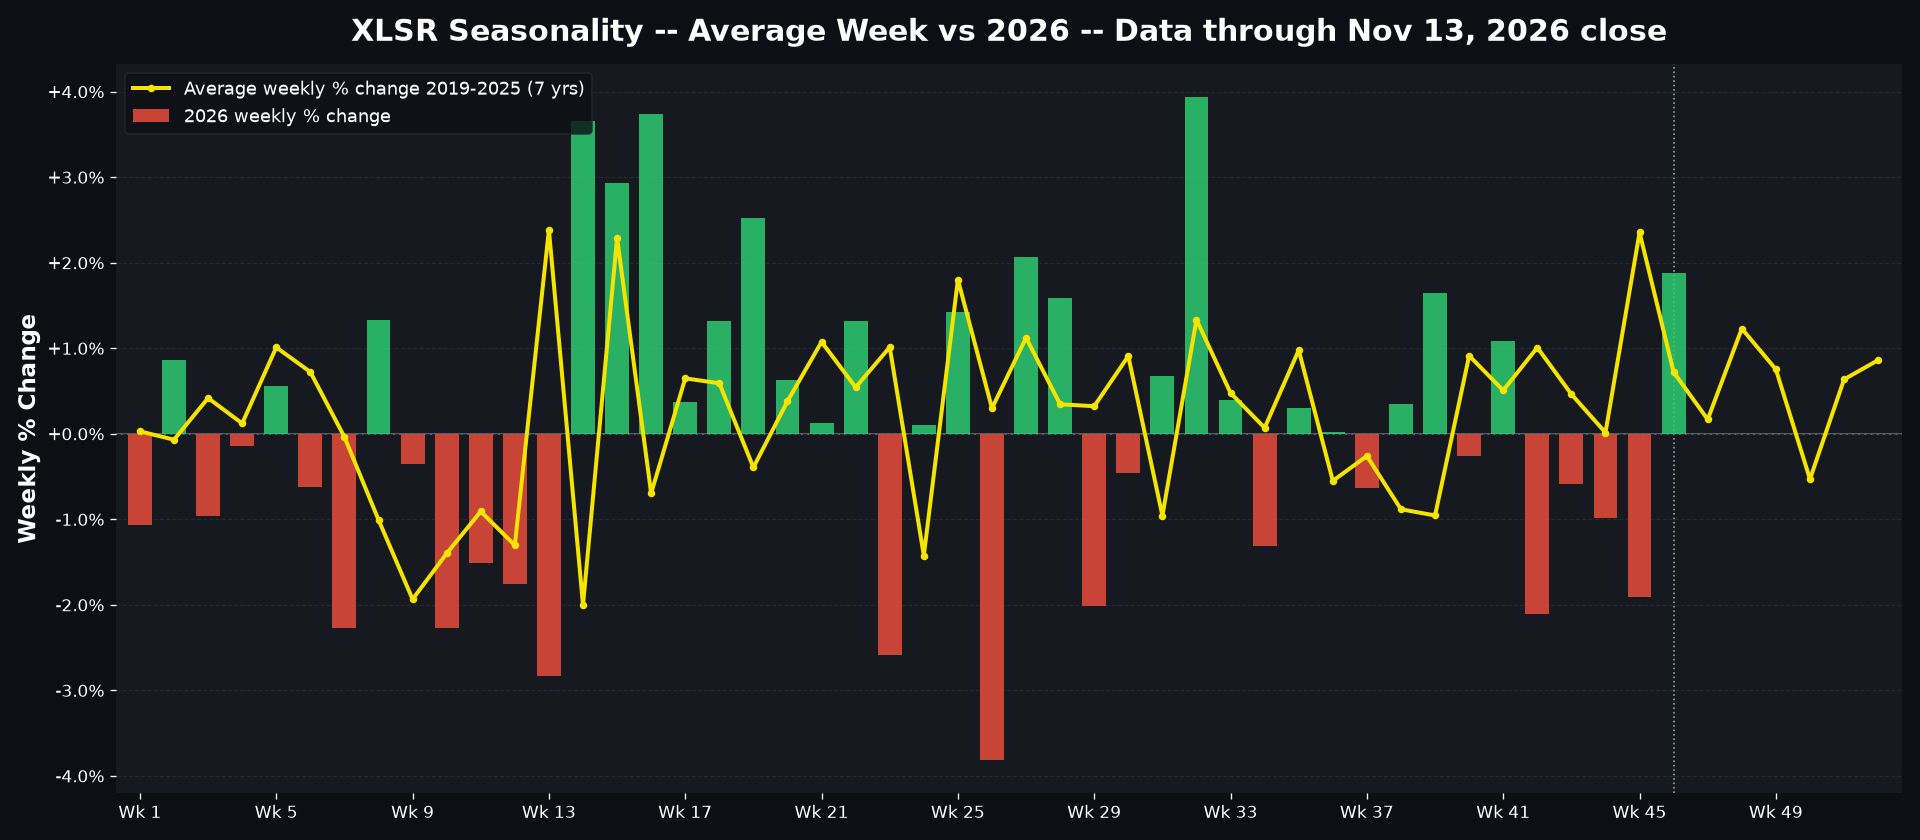 XLSR Seasonality -- Average Week vs 2026 -- Data through Nov 13, 2026 close
Average weekly % change 2019-2025 (7 yrs)
2026 weekly % change
Weekly % Change
+4.0%
+3.0%
+2.0%
+1.0%
+0.0%
-1.0%
-2.0%
-3.0%
-4.0%
Wk 1 Wk 5 Wk 9 Wk 13 Wk 17 Wk 21 Wk 25 Wk 29 Wk 33 Wk 37 Wk 41 Wk 45 Wk 49